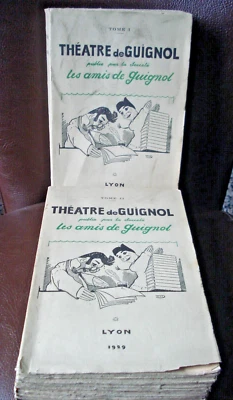 TOME I
THÉATRE de GUIGNOL
publié par la société
les amis de Guignol
LYON
TOME II
THÉATRE de GUIGNOL
publié par la société
les amis de Guignol
LYON
1929